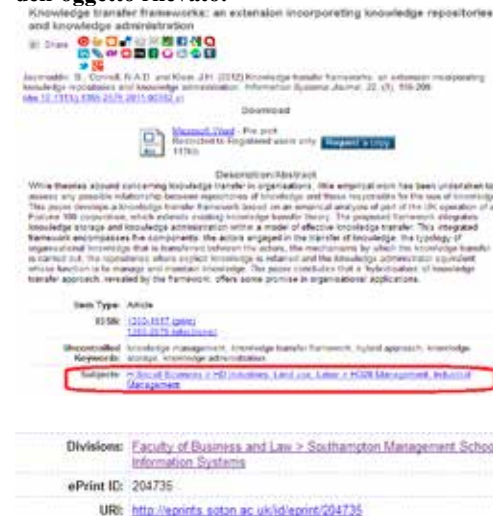 dell'oggetto rilevato.
Knowledge transfer frameworks: an extension incorporating knowledge repositories
and knowledge administration
Share
Jasimuddin, S., Connell, N.A.D. and Klein, J.H. (2012) Knowledge transfer frameworks: an extension incorporating
knowledge repositories and knowledge administration. Information Systems Journal, 22, (3), 195-209.
Download
Microsoft Word - Pre print
Restricted to Registered users only
Request a copy
Description/Abstract
While theories abound concerning knowledge transfer in organisations, little empirical work has been undertaken to
assess any possible relationship between repositories of knowledge and those responsible for the use of knowledge.
This paper develops a knowledge transfer framework based on an empirical analysis of part of the UK operation of a
Fortune 100 corporation, which extends existing knowledge transfer theory. The proposed framework integrates
knowledge storage and knowledge administration within a model of effective knowledge transfer. This integrated
framework encompasses five components: the actors engaged in the transfer of knowledge, the typology of
organisational knowledge that is transferred between the actors, the mechanisms by which the knowledge transfer
is carried out, the repositories where explicit knowledge is retained and the knowledge administrator equivalent
whose function is to manage and maintain knowledge. The paper concludes that a 'hybridisation' of knowledge
transfer approach, revealed by the framework, offers some promise in organisational applications.
Item Type: Article
ISSN: 1350-1917 (print)
Uncontrolled Keywords: knowledge management, knowledge transfer framework, hybrid approach, knowledge
storage, knowledge administration
Subjects: H Social Sciences > HD Industries. Land use. Labor > HD28 Management. Industrial
Management
Divisions: Faculty of Business and Law > Southampton Management School
Information Systems
ePrint ID: 204735
URI: http://eprints.soton.ac.uk/id/eprint/204735